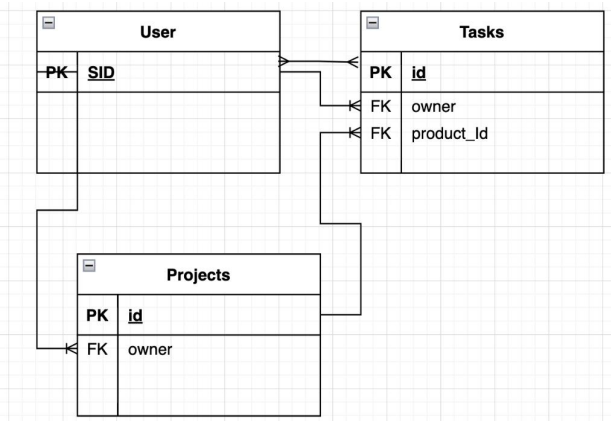 User
PK SID
Tasks
PK id
FK owner
FK product_Id
Projects
PK id
FK owner